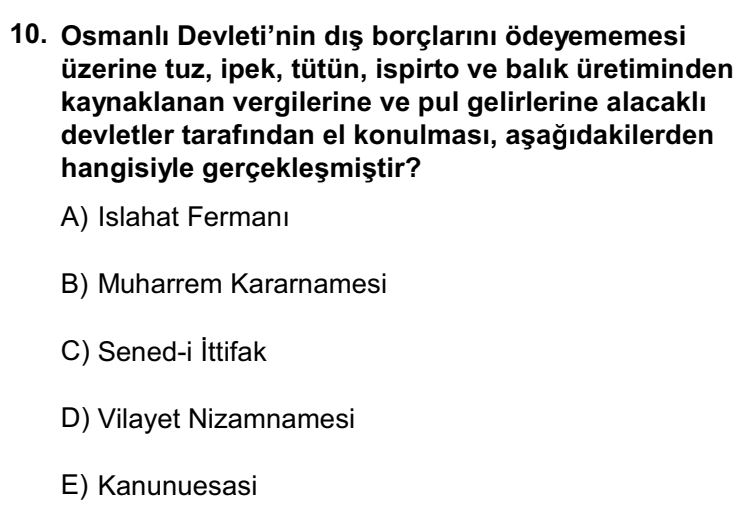 10. Osmanlı Devleti’nin dış borçlarını ödeyememesi
üzerine tuz, ipek, tütün, ispirto ve balık üretiminden
kaynaklanan vergilerine ve pul gelirlerine alacaklı
devletler tarafından el konulması, aşağıdakilerden
hangisiyle gerçekleşmiştir?
A) Islahat Fermanı
B) Muharrem Kararnamesi
C) Sened-i İttifak
D) Vilayet Nizamnamesi
E) Kanunuesasi